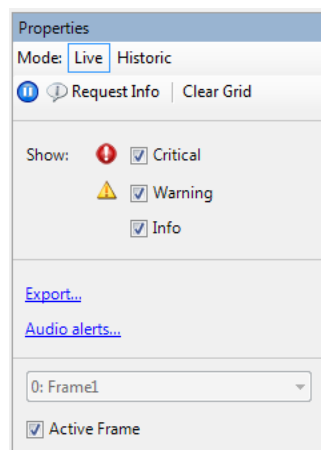 Properties
Mode: Live Historic
Request Info Clear Grid
Show: Critical
Warning
Info
Export...
Audio alerts...
0: Frame1
Active Frame